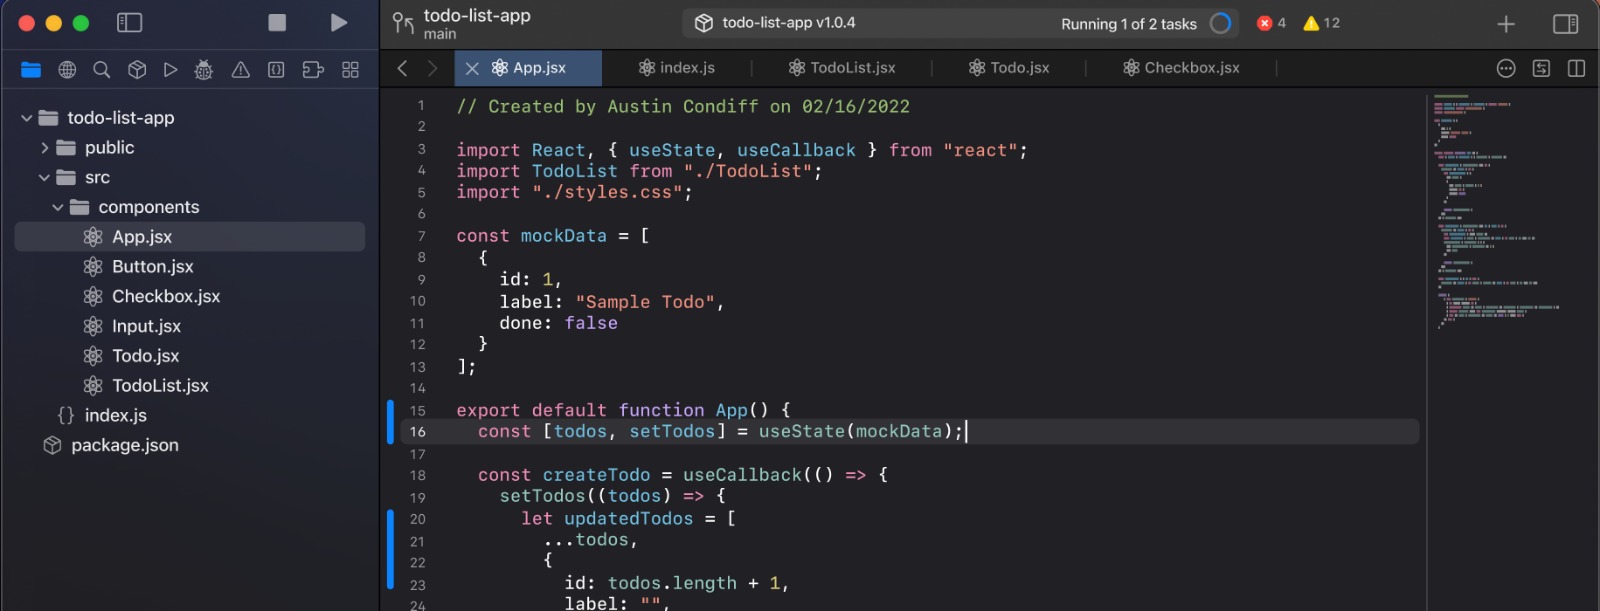 todo-list-app
main
todo-list-app v1.0.4
Running 1 of 2 tasks
4
12
App.jsx
index.js
TodoList.jsx
Todo.jsx
Checkbox.jsx
todo-list-app
public
src
components
App.jsx
Button.jsx
Checkbox.jsx
Input.jsx
Todo.jsx
TodoList.jsx
{} index.js
package.json
1 // Created by Austin Condiff on 02/16/2022
2
3 import React, { useState, useCallback } from "react";
4 import TodoList from "./TodoList";
5 import "./styles.css";
6
7 const mockData = [
8 {
9 id: 1,
10 label: "Sample Todo",
11 done: false
12 }
13 ];
14
15 export default function App() {
16 const [todos, setTodos] = useState(mockData);
17
18 const createTodo = useCallback(() => {
19 setTodos((todos) => {
20 let updatedTodos = [
21 ...todos,
22 {
23 id: todos.length + 1,
24 label: "",